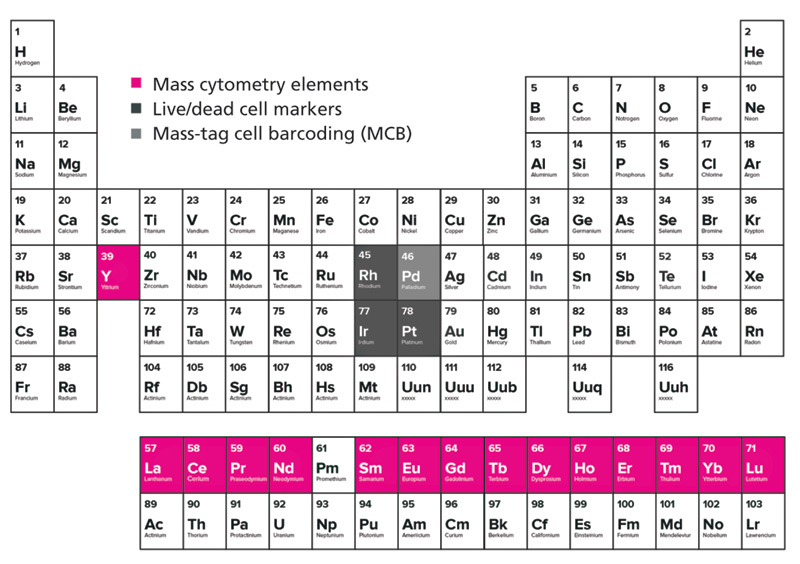 1 2
H He
Hydrogen Helium
Mass cytometry elements
Live/dead cell markers
Mass-tag cell barcoding (MCB)
3 4 5 6 7 8 9 10
Li Be B C N O F Ne
Lthium Beryllium Boron Carbon Notrogen Oxygen Fluorine Neon
11 12 13 14 15 16 17 18
Na Mg Al Si P S Cl Ar
Sodium Magnesium Aluminium Silicon Phosphorus Sulfur Chlorine Argon
19 20 21 22 23 24 25 26 27 28 29 30 31 32 33 34 35 36
K Ca Sc Ti V Cr Mn Fe Co Ni Cu Zn Ga Ge As Se Br Kr
Potassium Calcium Scandium Titanium Vandium Chromium Maganese Iron Cobalt Nickel Copper Zinc Gallium Germanium Arsenic Selenium Bromine Krypton
37 38 39 40 41 42 43 44 45 46 47 48 49 50 51 52 53 54
Rb Sr Y Zr Nb Mo Tc Ru Rh Pd Ag Cd In Sn Sb Te I Xe
Rubidium Strontium Zirconium Niobium Molybdenum Technetium Ruthenium Rhodium Palladium Silver Cadmium Indium Tin Antimony Tellurium Iodine Xenon
55 56 72 73 74 75 76 77 78 79 80 81 82 83 84 85 86
Cs Ba Hf Ta W Re Os Ir Pt Au Hg Tl Pb Bi Po At Rn
Caseium Barium Hafnium Tantalum Tungsten Rhenium Osmium Platinum Gold Mercury Thallium Lead Bismuth Polonium Astatine Radon
87 88 104 105 106 107 108 109 110 111 112 114 116
Fr Ra Rf Db Sg Bh Hs Mt Uun Uuu Uub Uuq Uuh
Francium Radium Actinium Actinium Actinium Actinium Actinium Actinium xxxxx xxxxx xxxxx xxxxx xxxxx
57 58 59 60 61 62 63 64 65 66 67 68 69 70 71
La Ce Pr Nd Pm Sm Eu Gd Tb Dy Ho Er Tm Yb Lu
Lanthanum Cerium Praseodymium Neodymium Promethium Samarium Europium Gadolinium Terbium Dysprosium Holmium Erbium Thulium Ytterbium
89 90 91 92 93 94 95 96 97 98 99 100 101 102 103
Ac Th Pa U Np Pu Am Cm Bk Cf Es Fm Md No Lr
Actinium Thorium Protactinium Uranium Neptunium Plutonium Americium Curium Berkelium Californium Einsteinium Fermium Mendeleviur Nobelium Lawrencium